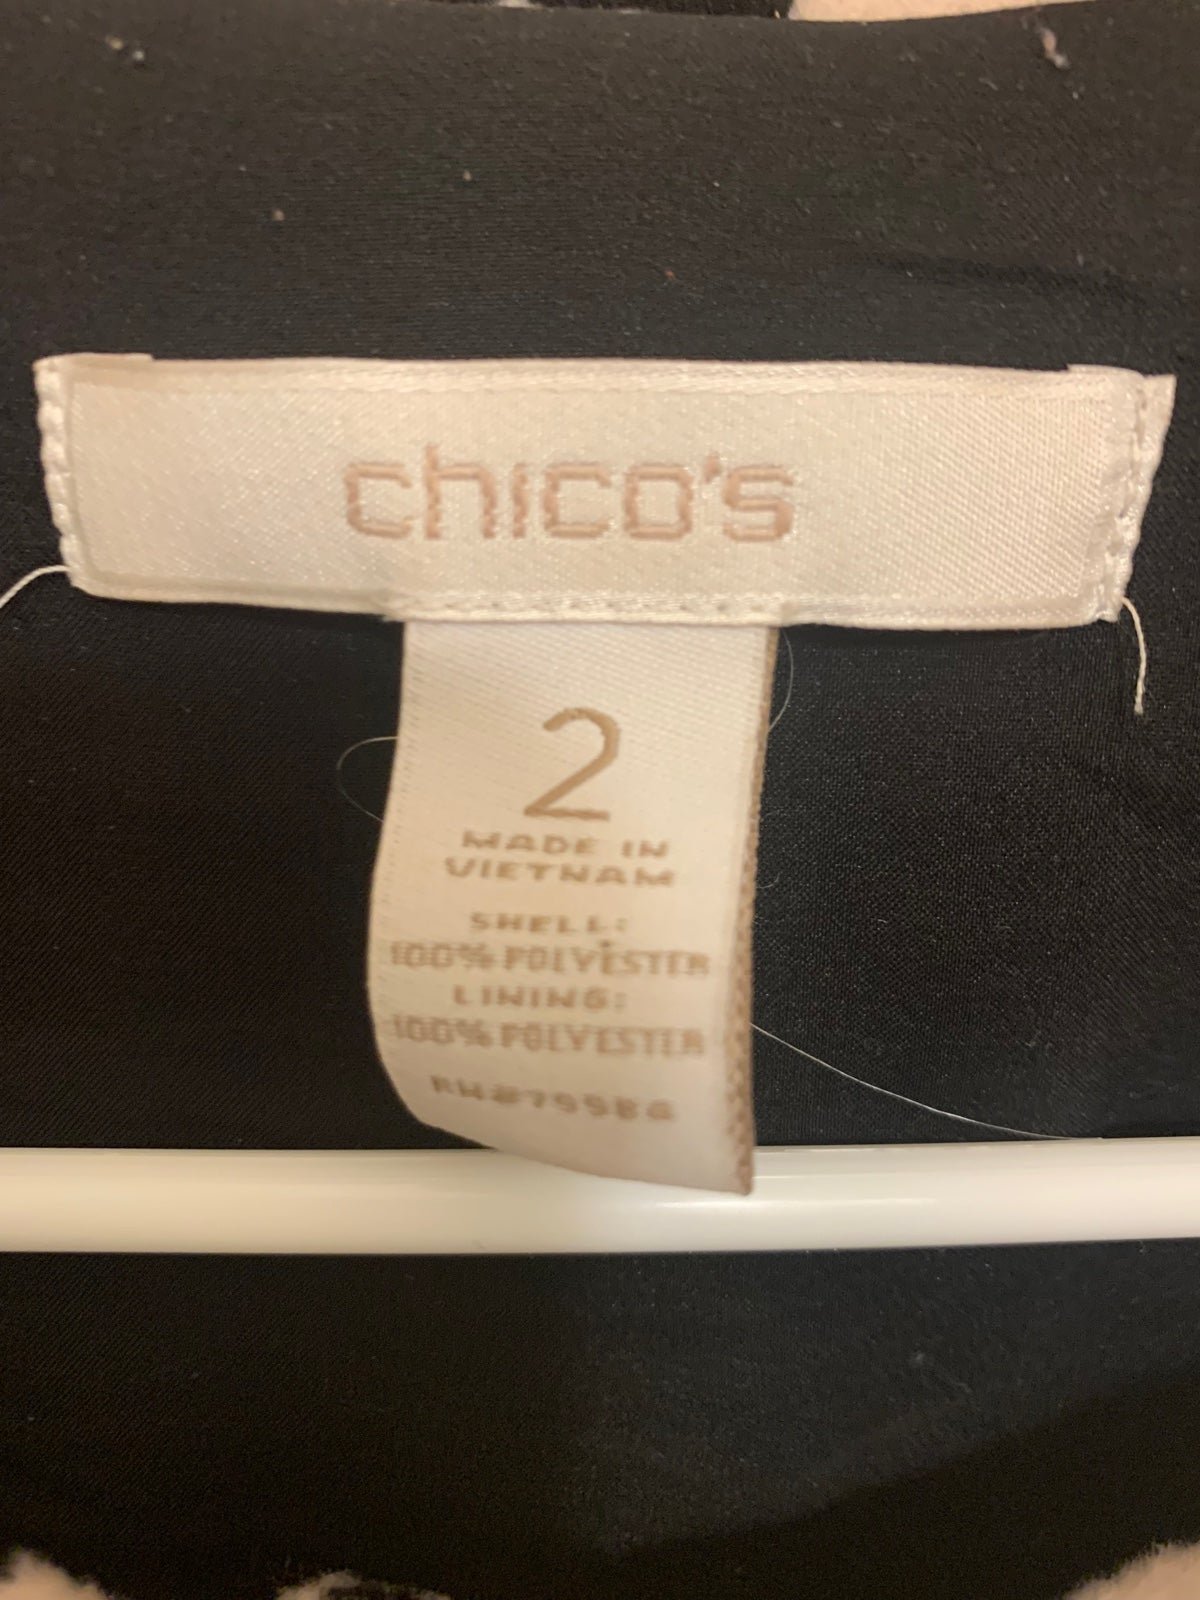 chico's
2
MADE IN
VIETNAM
SHELL:
100% POLYESTER
LINING:
100% POLYESTER